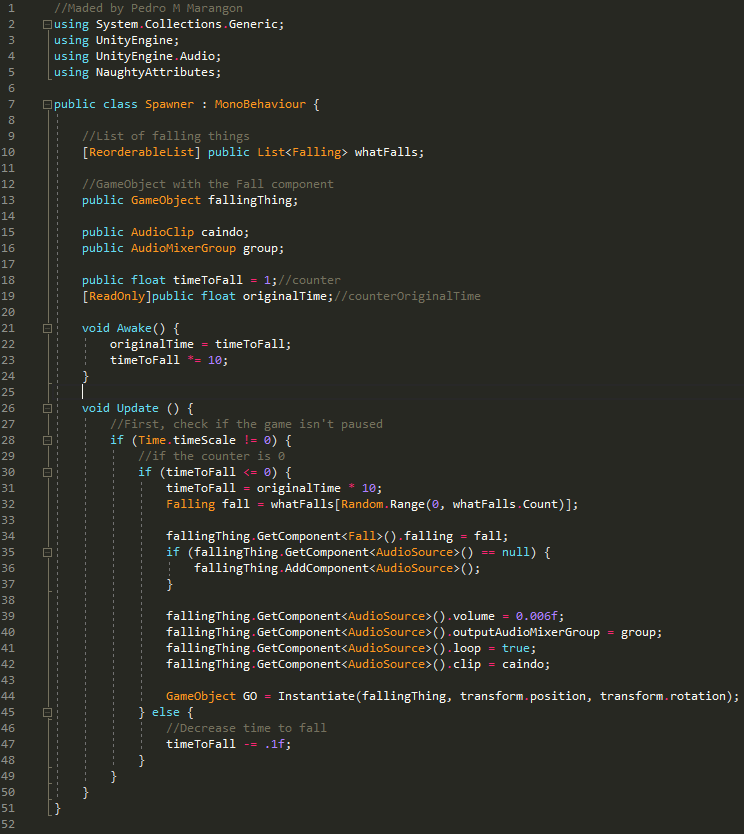 1 //Maded by Pedro M Marangon
2 using System.Collections.Generic;
3 using UnityEngine;
4 using UnityEngine.Audio;
5 using NaughtyAttributes;
6
7 public class Spawner : MonoBehaviour {
8
9 //List of falling things
10 [ReorderableList] public List<Falling> whatFalls;
11
12 //GameObject with the Fall component
13 public GameObject fallingThing;
14
15 public AudioClip caindo;
16 public AudioMixerGroup group;
17
18 public float timeToFall = 1;//counter
19 [ReadOnly]public float originalTime;//counterOriginalTime
20
21 void Awake() {
22 originalTime = timeToFall;
23 timeToFall *= 10;
24 }
25
26 void Update () {
27 //First, check if the game isn't paused
28 if (Time.timeScale != 0) {
29 //if the counter is 0
30 if (timeToFall <= 0) {
31 timeToFall = originalTime * 10;
32 Falling fall = whatFalls[Random.Range(0, whatFalls.Count)];
33
34 fallingThing.GetComponent<Fall>().falling = fall;
35 if (fallingThing.GetComponent<AudioSource>() == null) {
36 fallingThing.AddComponent<AudioSource>();
37 }
38
39 fallingThing.GetComponent<AudioSource>().volume = 0.006f;
40 fallingThing.GetComponent<AudioSource>().outputAudioMixerGroup = group;
41 fallingThing.GetComponent<AudioSource>().loop = true;
42 fallingThing.GetComponent<AudioSource>().clip = caindo;
43
44 GameObject GO = Instantiate(fallingThing, transform.position, transform.rotation);
45 } else {
46 //Decrease time to fall
47 timeToFall -= .1f;
48 }
49 }
50 }
51 }
52